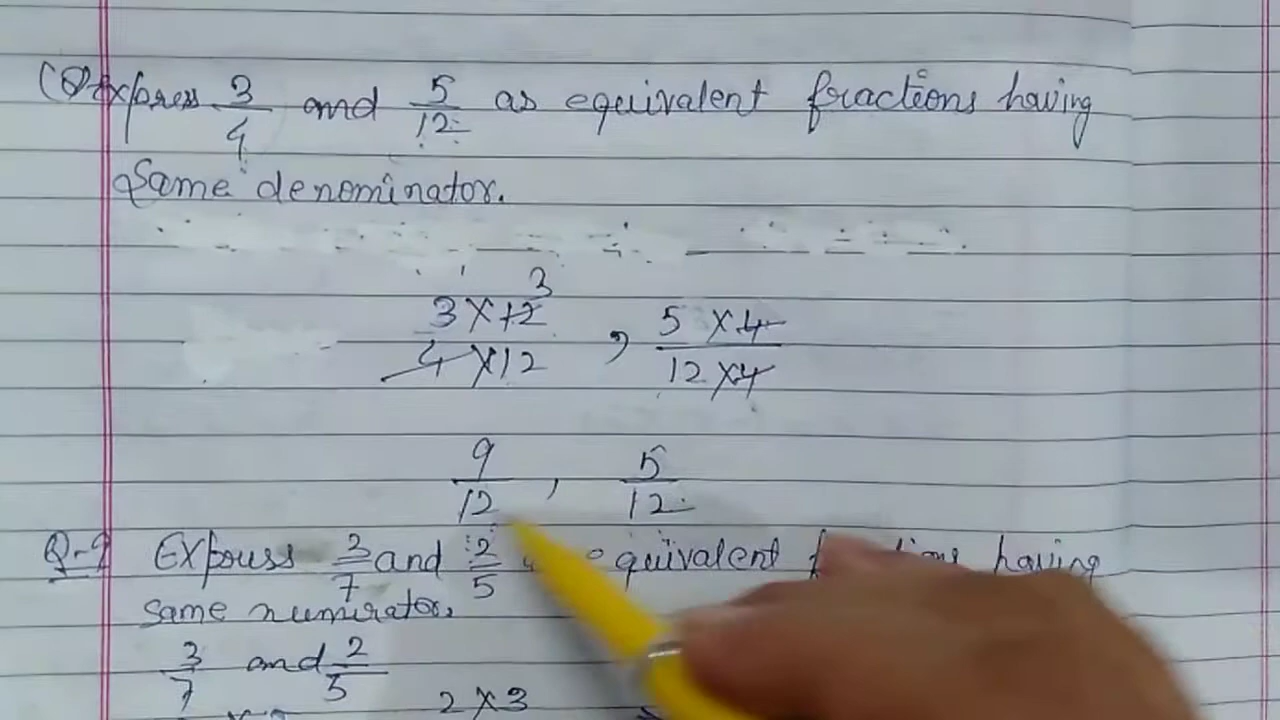 Express 3/4 and 5/12 as equivalent fractions having
Same denominator.
3 × 12 3 / 4 × 12 , 5 × 4 / 12 × 4
9/12 , 5/12
Q-9 Express 3/7 and 2/5 equivalent having
same numirator.
3/7 and 2/5
2 × 3